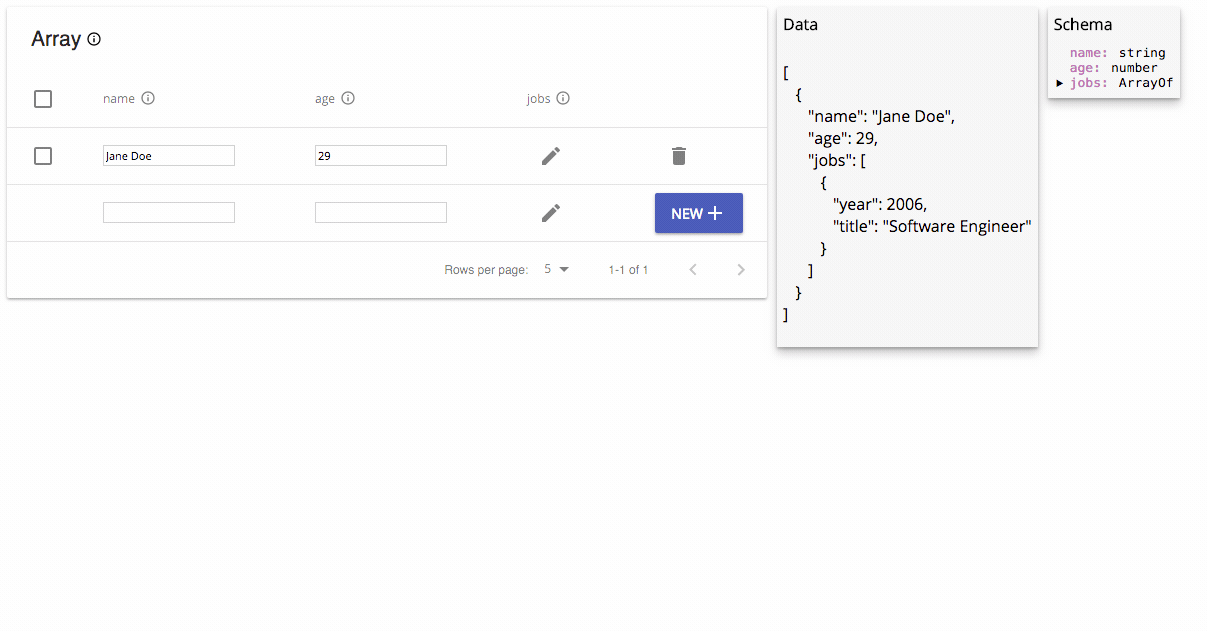 Array
name age jobs
Jane Doe 29
NEW
Rows per page: 5 1-1 of 1
Data
[
{
"name": "Jane Doe",
"age": 29,
"jobs": [
{
"year": 2006,
"title": "Software Engineer"
}
]
}
]
Schema
name: string
age: number
▶ jobs: ArrayOf